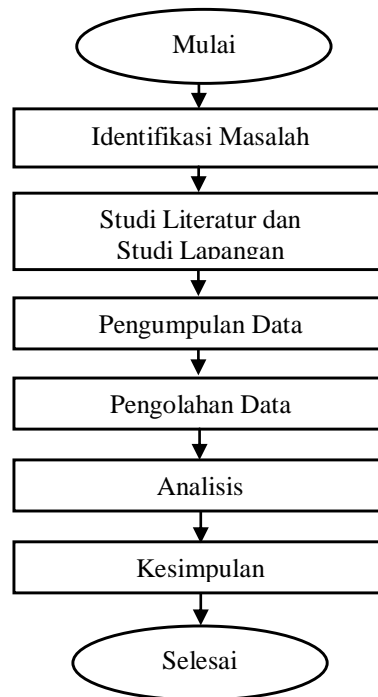 Mulai
Identifikasi Masalah
Studi Literatur dan
Studi Lapangan
Pengumpulan Data
Pengolahan Data
Analisis
Kesimpulan
Selesai